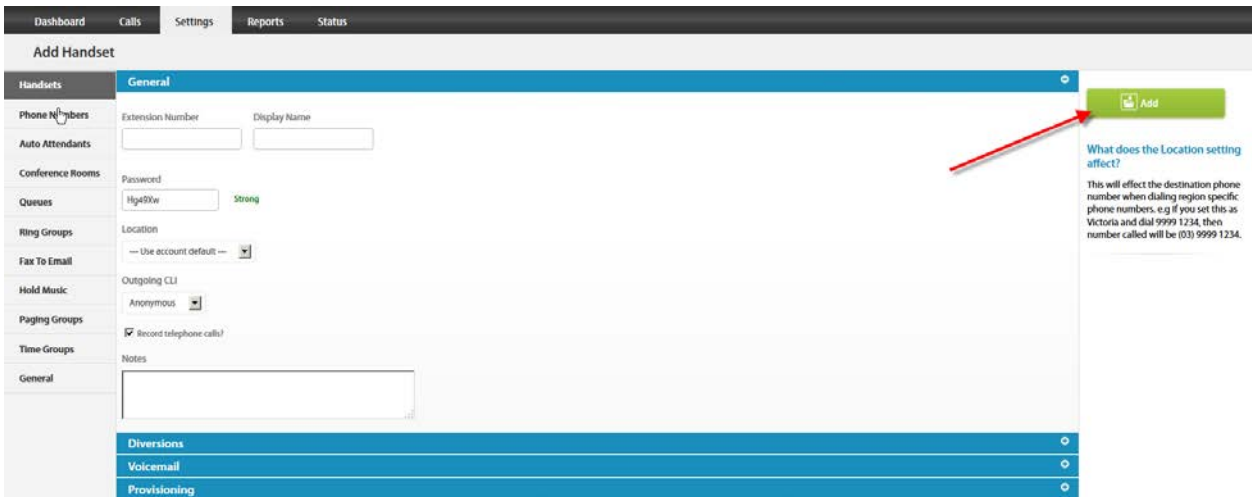 Dashboard Calls Settings Reports Status
Add Handset
Handsets
Phone Numbers
Auto Attendants
Conference Rooms
Queues
Ring Groups
Fax To Email
Hold Music
Paging Groups
Time Groups
General
General
Extension Number Display Name
Password
Hg49Xw Strong
Location
--- Use account default ---
Outgoing CLI
Anonymous
Record telephone calls?
Notes
Diversions
Voicemail
Provisioning
Add
What does the Location setting
affect?
This will effect the destination phone
number when dialing region specific
phone numbers. e.g if you set this as
Victoria and dial 9999 1234, then
number called will be (03) 9999 1234.